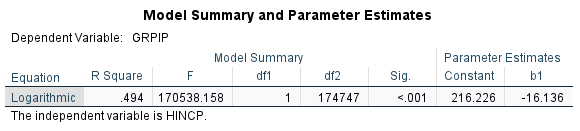 Model Summary and Parameter Estimates
Dependent Variable: GRPIP
Model Summary Parameter Estimates
Equation R Square F df1 df2 Sig. Constant b1
Logarithmic .494 170538.158 1 174747 <.001 216.226 -16.136
The independent variable is HINCP.